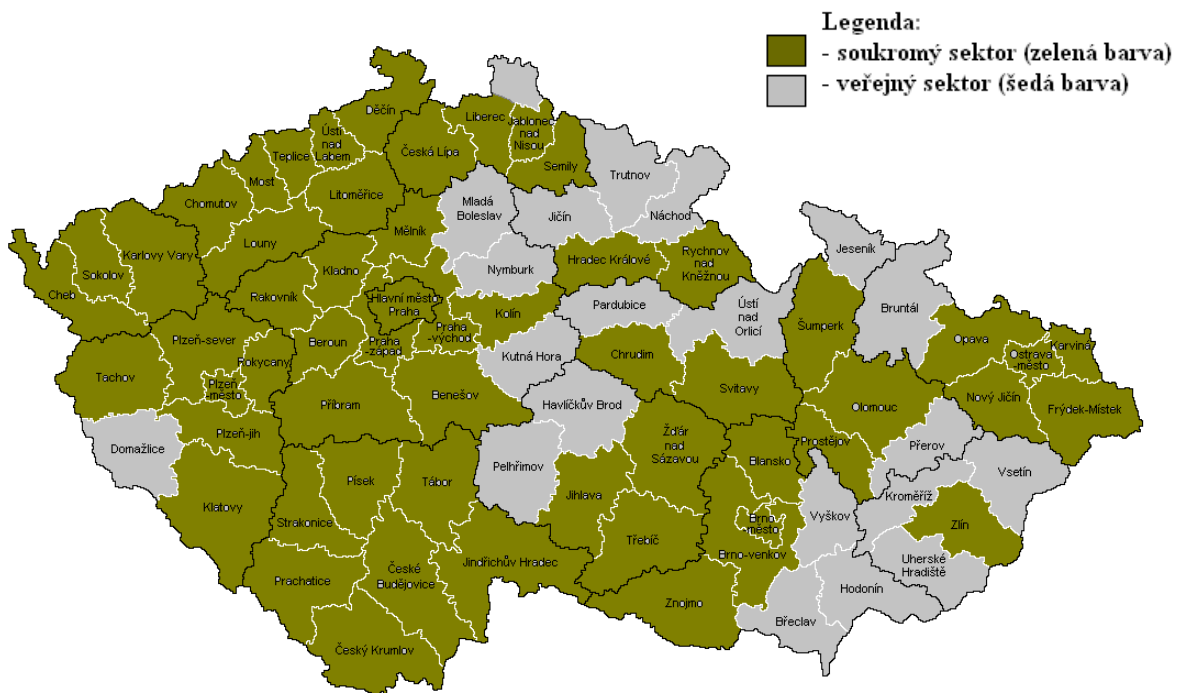 Legenda:
- soukromý sektor (zelená barva)
- veřejný sektor (šedá barva)
Děčín
Liberec
Jablonec
nad
Nisou
Ústí
nad
Labem
Teplice
Česká Lípa
Semily
Most
Trutnov
Chomutov
Litoměřice
Mladá
Boleslav
Jičín
Náchod
Louny
Mělník
Jeseník
Karlovy Vary
Sokolov
Cheb
Kladno
Nymburk
Hradec Králové
Rychnov
nad
Kněžnou
Rakovník
Hlavní město
Praha
Kolín
Pardubice
Ústí
nad
Orlicí
Bruntál
Šumperk
Plzeň-sever
Rokycany
Beroun
Praha
-západ
Praha
-východ
Kutná Hora
Chrudim
Opava
Karviná
Ostrava
-město
Tachov
Plzeň
-město
Příbram
Benešov
Havlíčkův Brod
Svitavy
Olomouc
Nový Jičín
Frýdek-Místek
Domažlice
Plzeň-jih
Žďár
nad
Sázavou
Prostějov
Přerov
Blansko
Vsetín
Klatovy
Písek
Tábor
Pelhřimov
Jihlava
Kroměříž
Strakonice
Brno
-město
Vyškov
Zlín
Třebíč
Brno-venkov
Uherské
Hradiště
Prachatice
České
Budějovice
Jindřichův Hradec
Znojmo
Hodonín
Břeclav
Český Krumlov